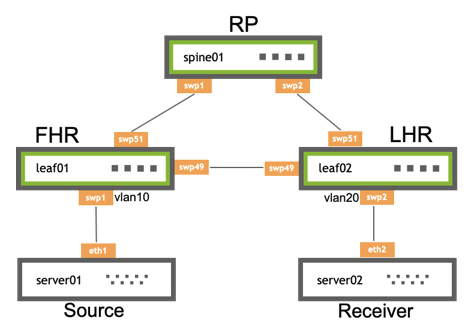 RP
spine01
swp1
swp2
FHR
swp51
swp51
LHR
leaf01
swp49
swp49
leaf02
swp1
vlan10
vlan20
swp2
eth1
eth2
server01
server02
Source
Receiver